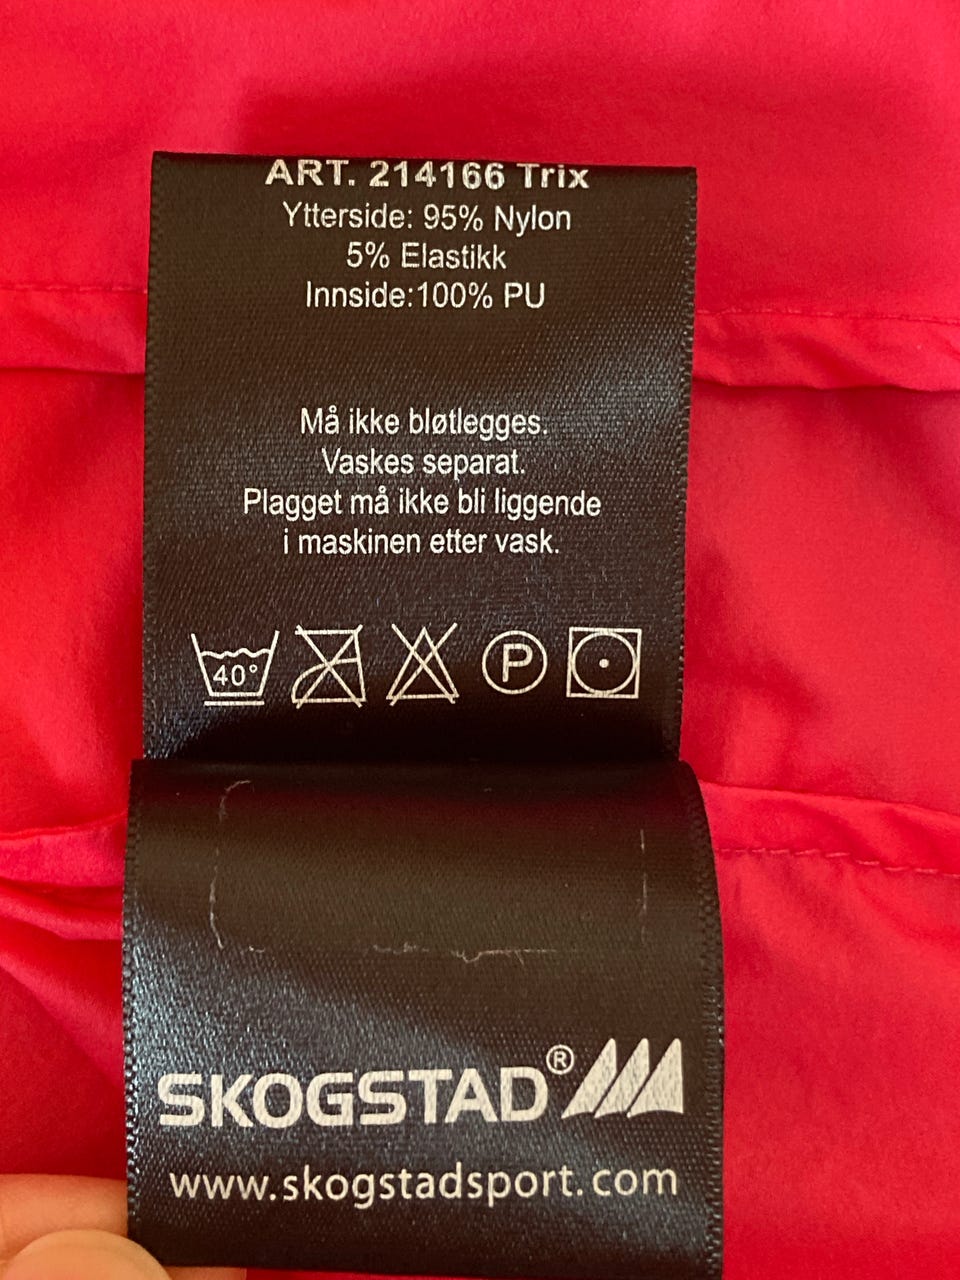 ART. 214166 Trix
Ytterside: 95% Nylon
5% Elastikk
Innside:100% PU
Må ikke bløtlegges.
Vaskes separat.
Plagget må ikke bli liggende
i maskinen etter vask.
40° P
SKOGSTAD®
www.skogstadsport.com